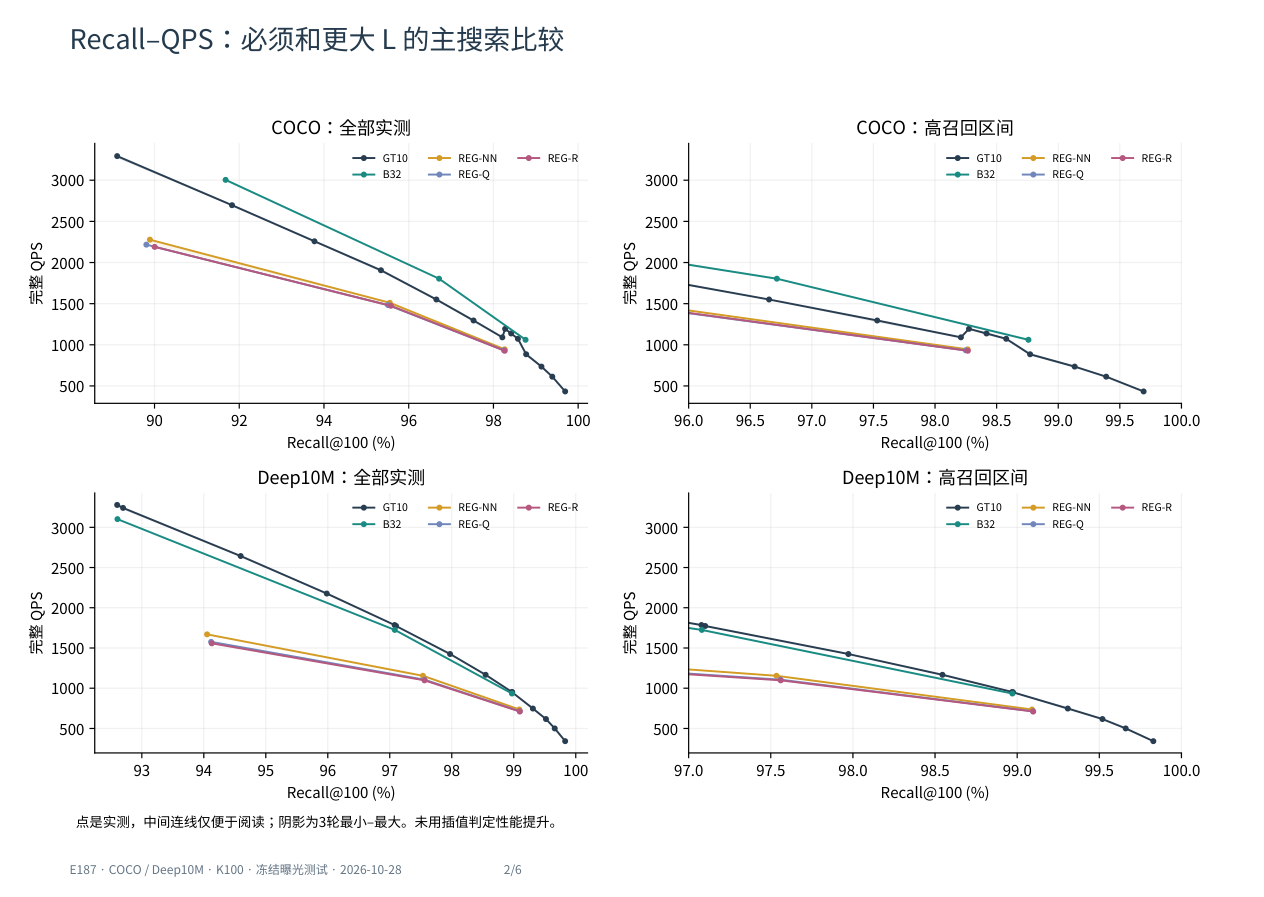 Recall–QPS：必须和更大 L 的主搜索比较
COCO：全部实测
GT10
B32
REG-NN
REG-Q
REG-R
完整 QPS
3000
2500
2000
1500
1000
500
90 92 94 96 98 100
Recall@100 (%)
COCO：高召回区间
GT10
B32
REG-NN
REG-Q
REG-R
完整 QPS
3000
2500
2000
1500
1000
500
96.0 96.5 97.0 97.5 98.0 98.5 99.0 99.5 100.0
Recall@100 (%)
Deep10M：全部实测
GT10
B32
REG-NN
REG-Q
REG-R
完整 QPS
3000
2500
2000
1500
1000
500
93 94 95 96 97 98 99 100
Recall@100 (%)
Deep10M：高召回区间
GT10
B32
REG-NN
REG-Q
REG-R
完整 QPS
3000
2500
2000
1500
1000
500
97.0 97.5 98.0 98.5 99.0 99.5 100.0
Recall@100 (%)
点是实测，中间连线仅便于阅读；阴影为3轮最小–最大。未用插值判定性能提升。
E187 · COCO / Deep10M · K100 · 冻结曝光测试 · 2026-10-28
2/6